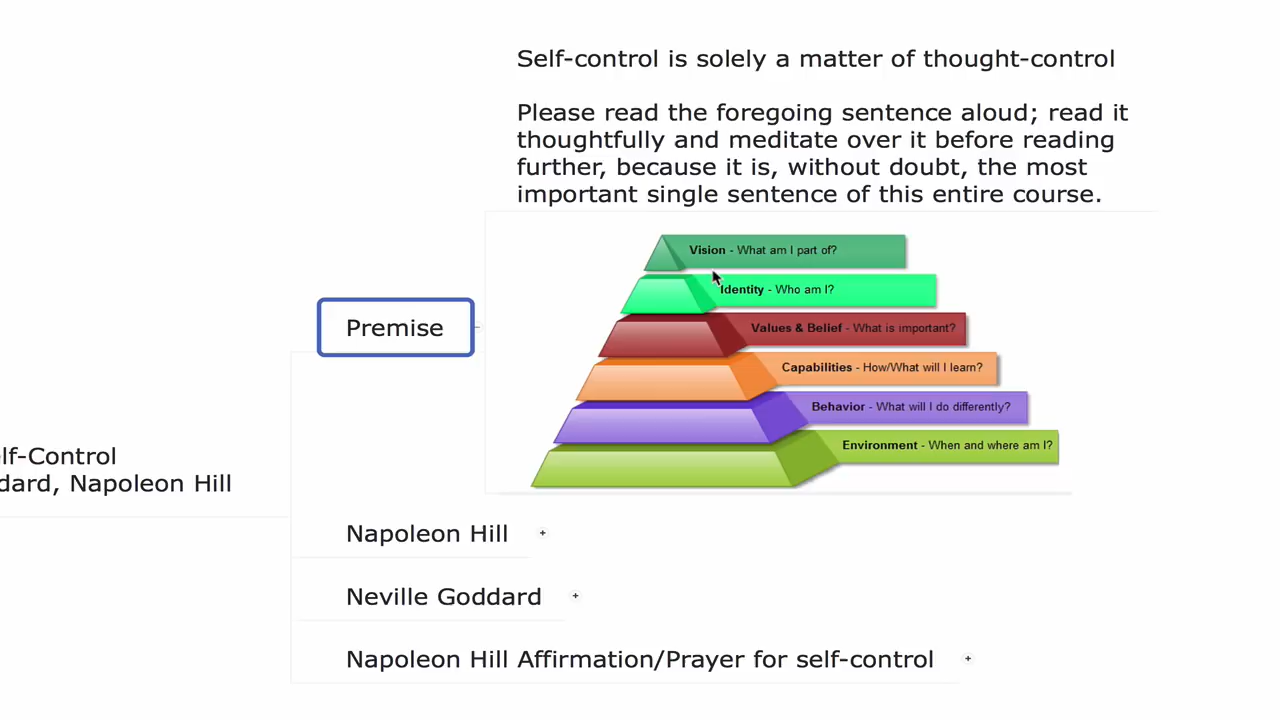 Self-control is solely a matter of thought-control
Please read the foregoing sentence aloud; read it
thoughtfully and meditate over it before reading
further, because it is, without doubt, the most
important single sentence of this entire course.
Vision - What am I part of?
Identity - Who am I?
Values & Belief - What is important?
Capabilities - How/What will I learn?
Behavior - What will I do differently?
Environment - When and where am I?
Premise
elf-Control
dard, Napoleon Hill
Napoleon Hill
Neville Goddard
Napoleon Hill Affirmation/Prayer for self-control